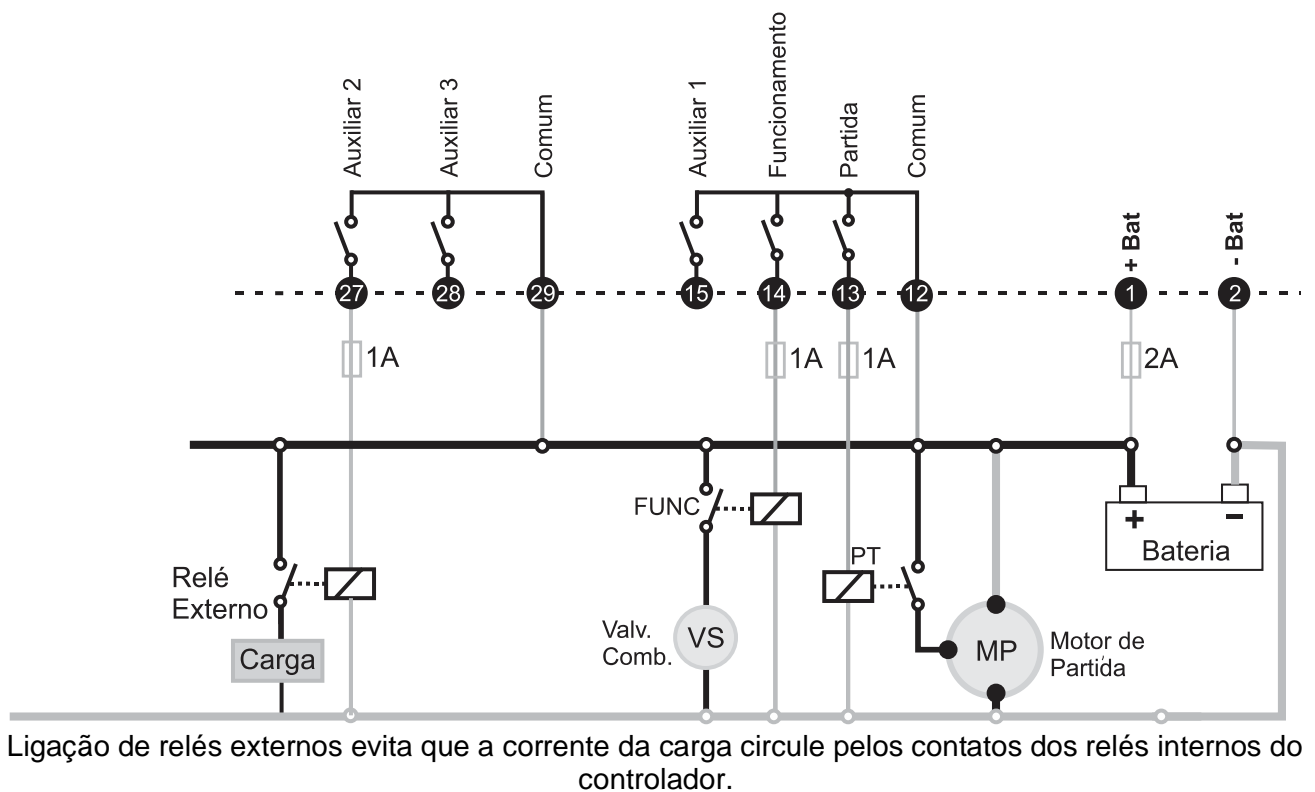 Auxiliar 2
Auxiliar 3
Comum
Auxiliar 1
Funcionamento
Partida
Comum
+ Bat
- Bat
27
28
29
15
14
13
12
1
2
1A
1A
1A
2A
FUNC
+
−
Bateria
PT
Relé
Externo
Valv.
Comb.
VS
MP
Motor de
Partida
Carga
Ligação de relés externos evita que a corrente da carga circule pelos contatos dos relés internos do
controlador.